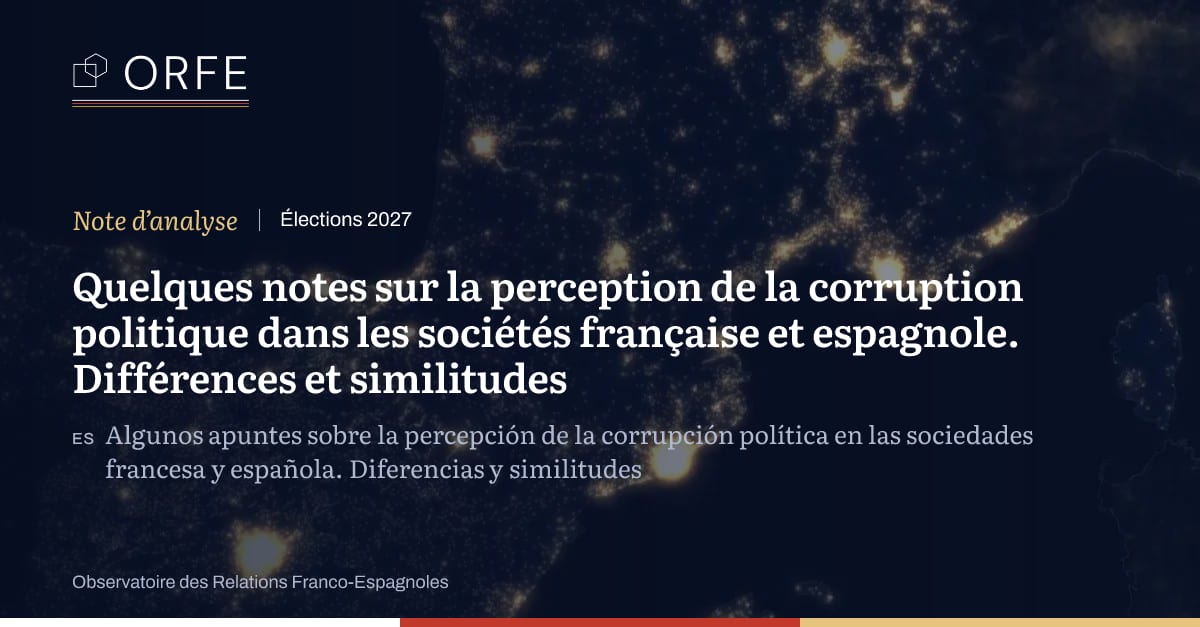 ORFE
Note d’analyse | Élections 2027
Quelques notes sur la perception de la corruption
politique dans les sociétés française et espagnole.
Différences et similitudes
ES Algunos apuntes sobre la percepción de la corrupción política en las sociedades
francesa y española. Diferencias y similitudes
Observatoire des Relations Franco-Espagnoles